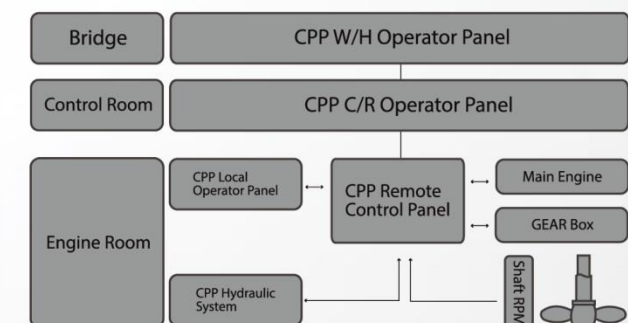 Bridge
CPP W/H Operator Panel
Control Room
CPP C/R Operator Panel
Engine Room
CPP Local
Operator Panel
CPP Remote
Control Panel
Main Engine
GEAR Box
CPP Hydraulic
System
Shaft RPM